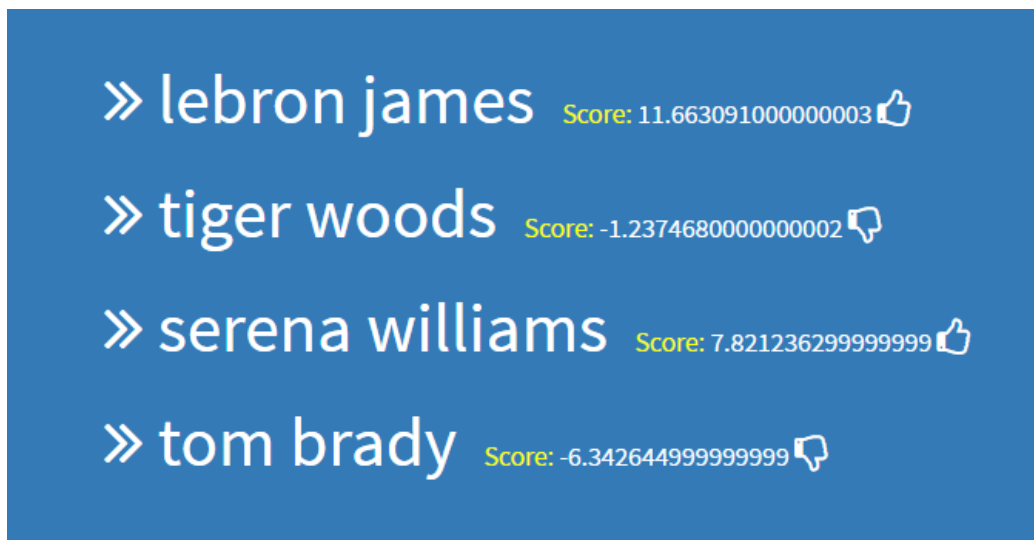 » lebron james Score: 11.663091000000003
» tiger woods Score: -1.2374680000000002
» serena williams Score: 7.821236299999999
» tom brady Score: -6.342644999999999